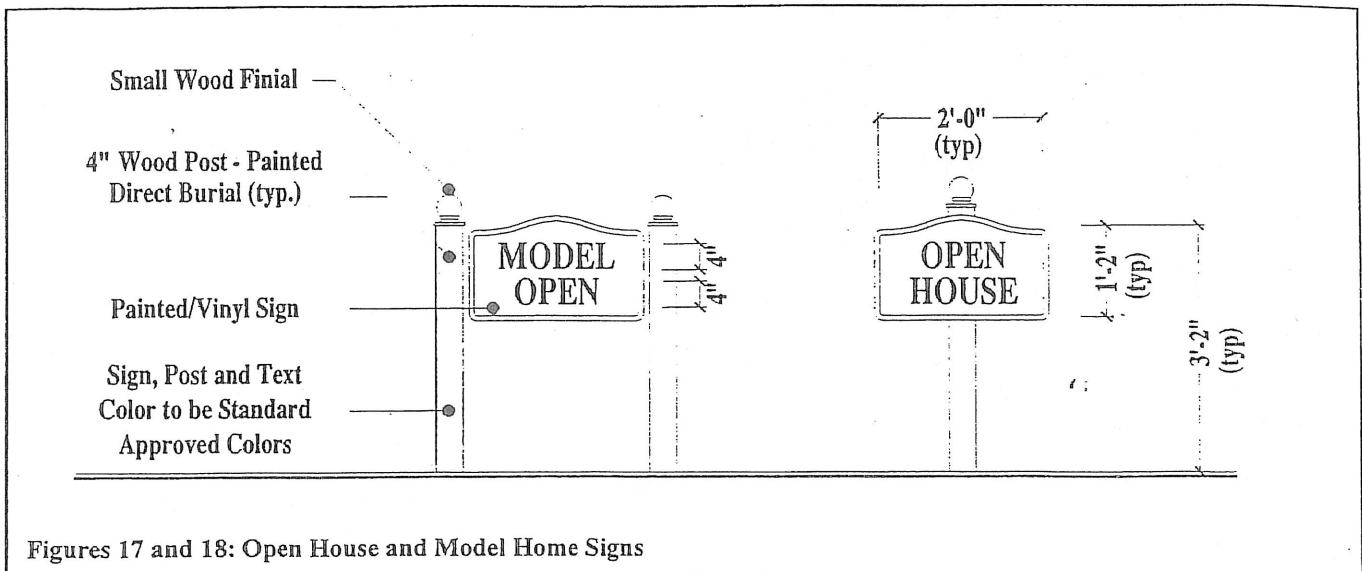 Small Wood Finial
4" Wood Post - Painted
Direct Burial (typ.)
Painted/Vinyl Sign
Sign, Post and Text
Color to be Standard
Approved Colors
MODEL
OPEN
4"
4"
2'-0"
(typ)
OPEN
HOUSE
1'-2"
(typ)
3'-2"
(typ)
Figures 17 and 18: Open House and Model Home Signs